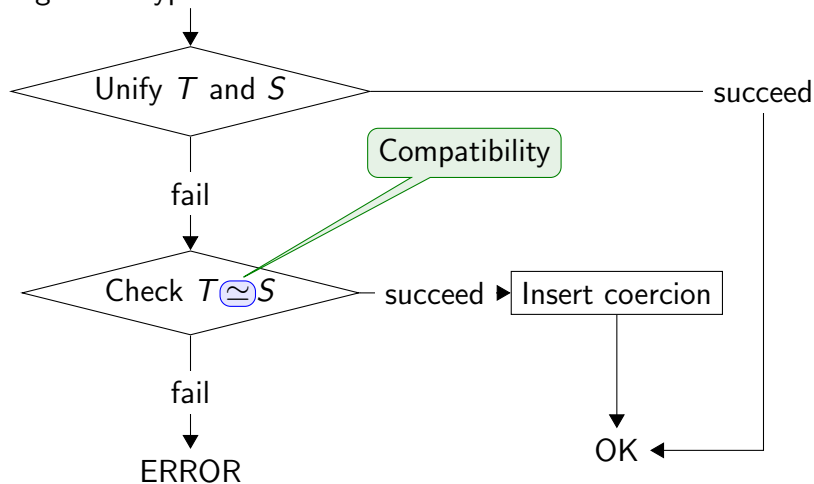 Unify T and S
succeed
Compatibility
fail
Check T ≃ S
succeed
Insert coercion
fail
OK
ERROR